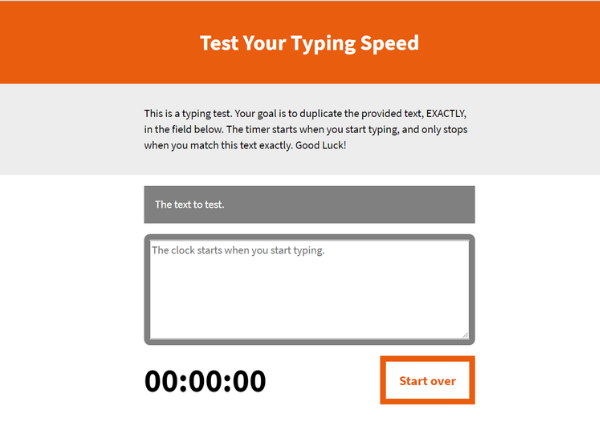 Test Your Typing Speed
This is a typing test. Your goal is to duplicate the provided text, EXACTLY,
in the field below. The timer starts when you start typing, and only stops
when you match this text exactly. Good Luck!
The text to test.
The clock starts when you start typing.
00:00:00
Start over